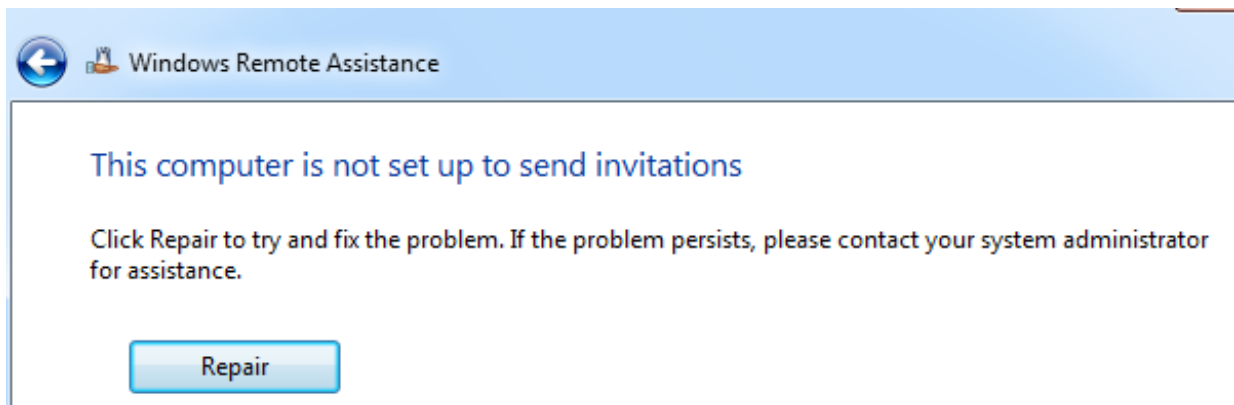 Windows Remote Assistance
This computer is not set up to send invitations
Click Repair to try and fix the problem. If the problem persists, please contact your system administrator
for assistance.
Repair